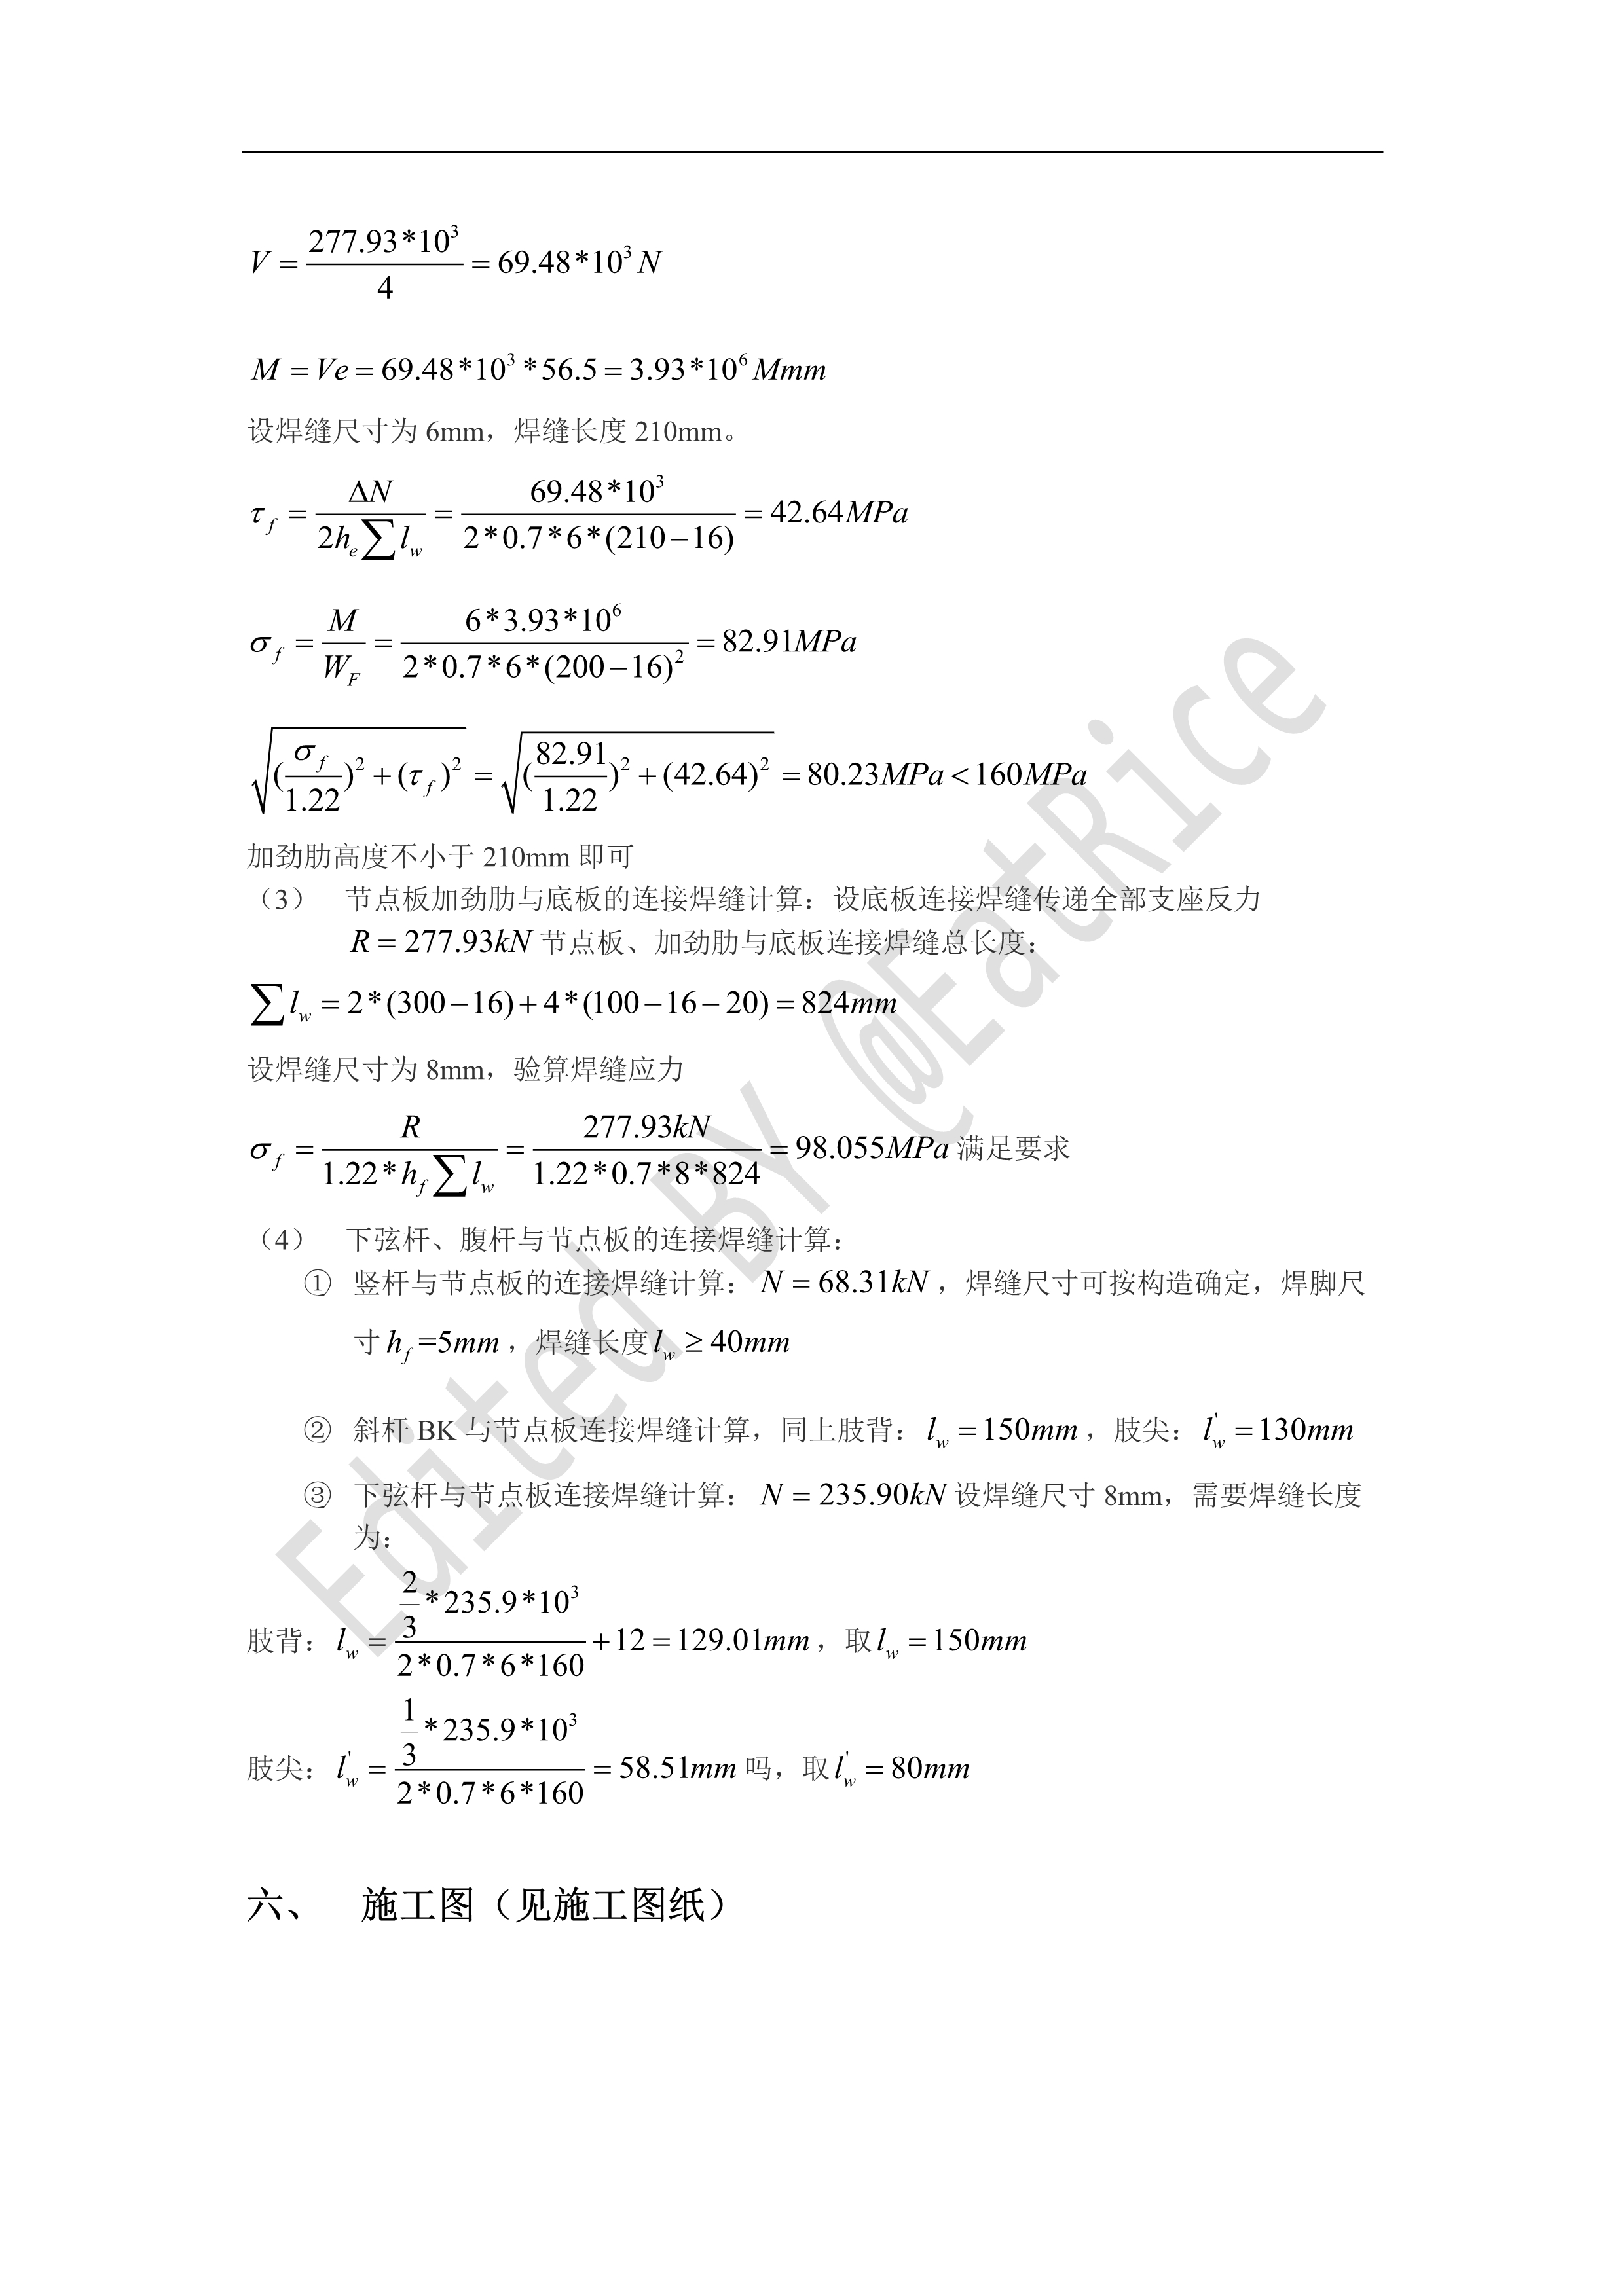 V = \frac{277.93*10^3}{4} = 69.48*10^3 N
M = Ve = 69.48*10^3*56.5 = 3.93*10^6 Mmm
设焊缝尺寸为 6mm，焊缝长度 210mm。
τ_f = \frac{ΔN}{2h_e∑l_w} = \frac{69.48*10^3}{2*0.7*6*(210-16)} = 42.64MPa
σ_f = \frac{M}{W_F} = \frac{6*3.93*10^6}{2*0.7*6*(200-16)^2} = 82.91MPa
\sqrt{(\frac{σ_f}{1.22})^2+(τ_f)^2} = \sqrt{(\frac{82.91}{1.22})^2+(42.64)^2} = 80.23MPa < 160MPa
加劲肋高度不小于 210mm 即可
（3） 节点板加劲肋与底板的连接焊缝计算：设底板连接焊缝传递全部支座反力
R = 277.93kN 节点板、加劲肋与底板连接焊缝总长度：
∑l_w = 2*(300-16)+4*(100-16-20) = 824mm
设焊缝尺寸为 8mm，验算焊缝应力
σ_f = \frac{R}{1.22*h_f∑l_w} = \frac{277.93kN}{1.22*0.7*8*824} = 98.055MPa 满足要求
（4） 下弦杆、腹杆与节点板的连接焊缝计算：
① 竖杆与节点板的连接焊缝计算：N = 68.31kN，焊缝尺寸可按构造确定，焊脚尺
寸 h_f =5mm，焊缝长度 l_w ≥ 40mm
② 斜杆 BK 与节点板连接焊缝计算，同上肢背：l_w = 150mm，肢尖：l_w' = 130mm
③ 下弦杆与节点板连接焊缝计算：N = 235.90kN 设焊缝尺寸 8mm，需要焊缝长度
为：
肢背：l_w = \frac{\frac{2}{3}*235.9*10^3}{2*0.7*6*160}+12 = 129.01mm，取 l_w = 150mm
肢尖：l_w' = \frac{\frac{1}{3}*235.9*10^3}{2*0.7*6*160} = 58.51mm 吗，取 l_w' = 80mm
六、 施工图（见施工图纸）
Edited BY @EatRice